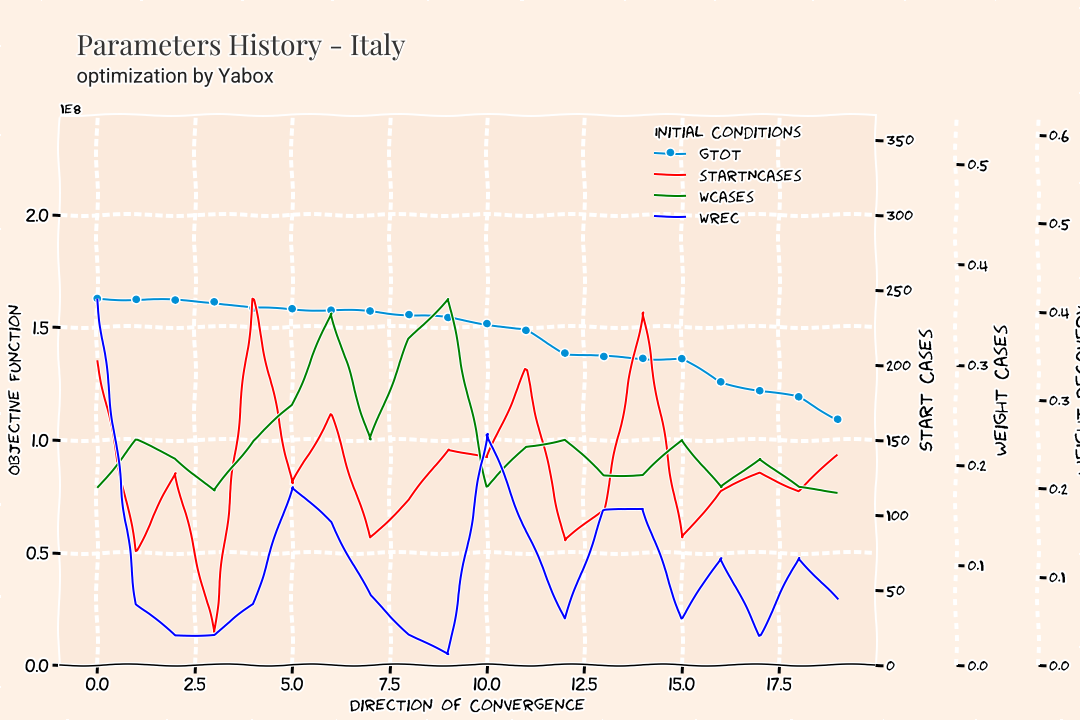 Parameters History - Italy
optimization by Yabox
1E8
INITIAL CONDITIONS
GTOT
STARTNCASES
WCASES
WREC
2.0
1.5
1.0
0.5
0.0
OBJECTIVE FUNCTION
0.0 2.5 5.0 7.5 10.0 12.5 15.0 17.5
DIRECTION OF CONVERGENCE
350
300
250
200
150
100
50
0
START CASES
0.5
0.4
0.3
0.2
0.1
0.0
WEIGHT CASES
0.6
0.5
0.4
0.3
0.2
0.1
0.0